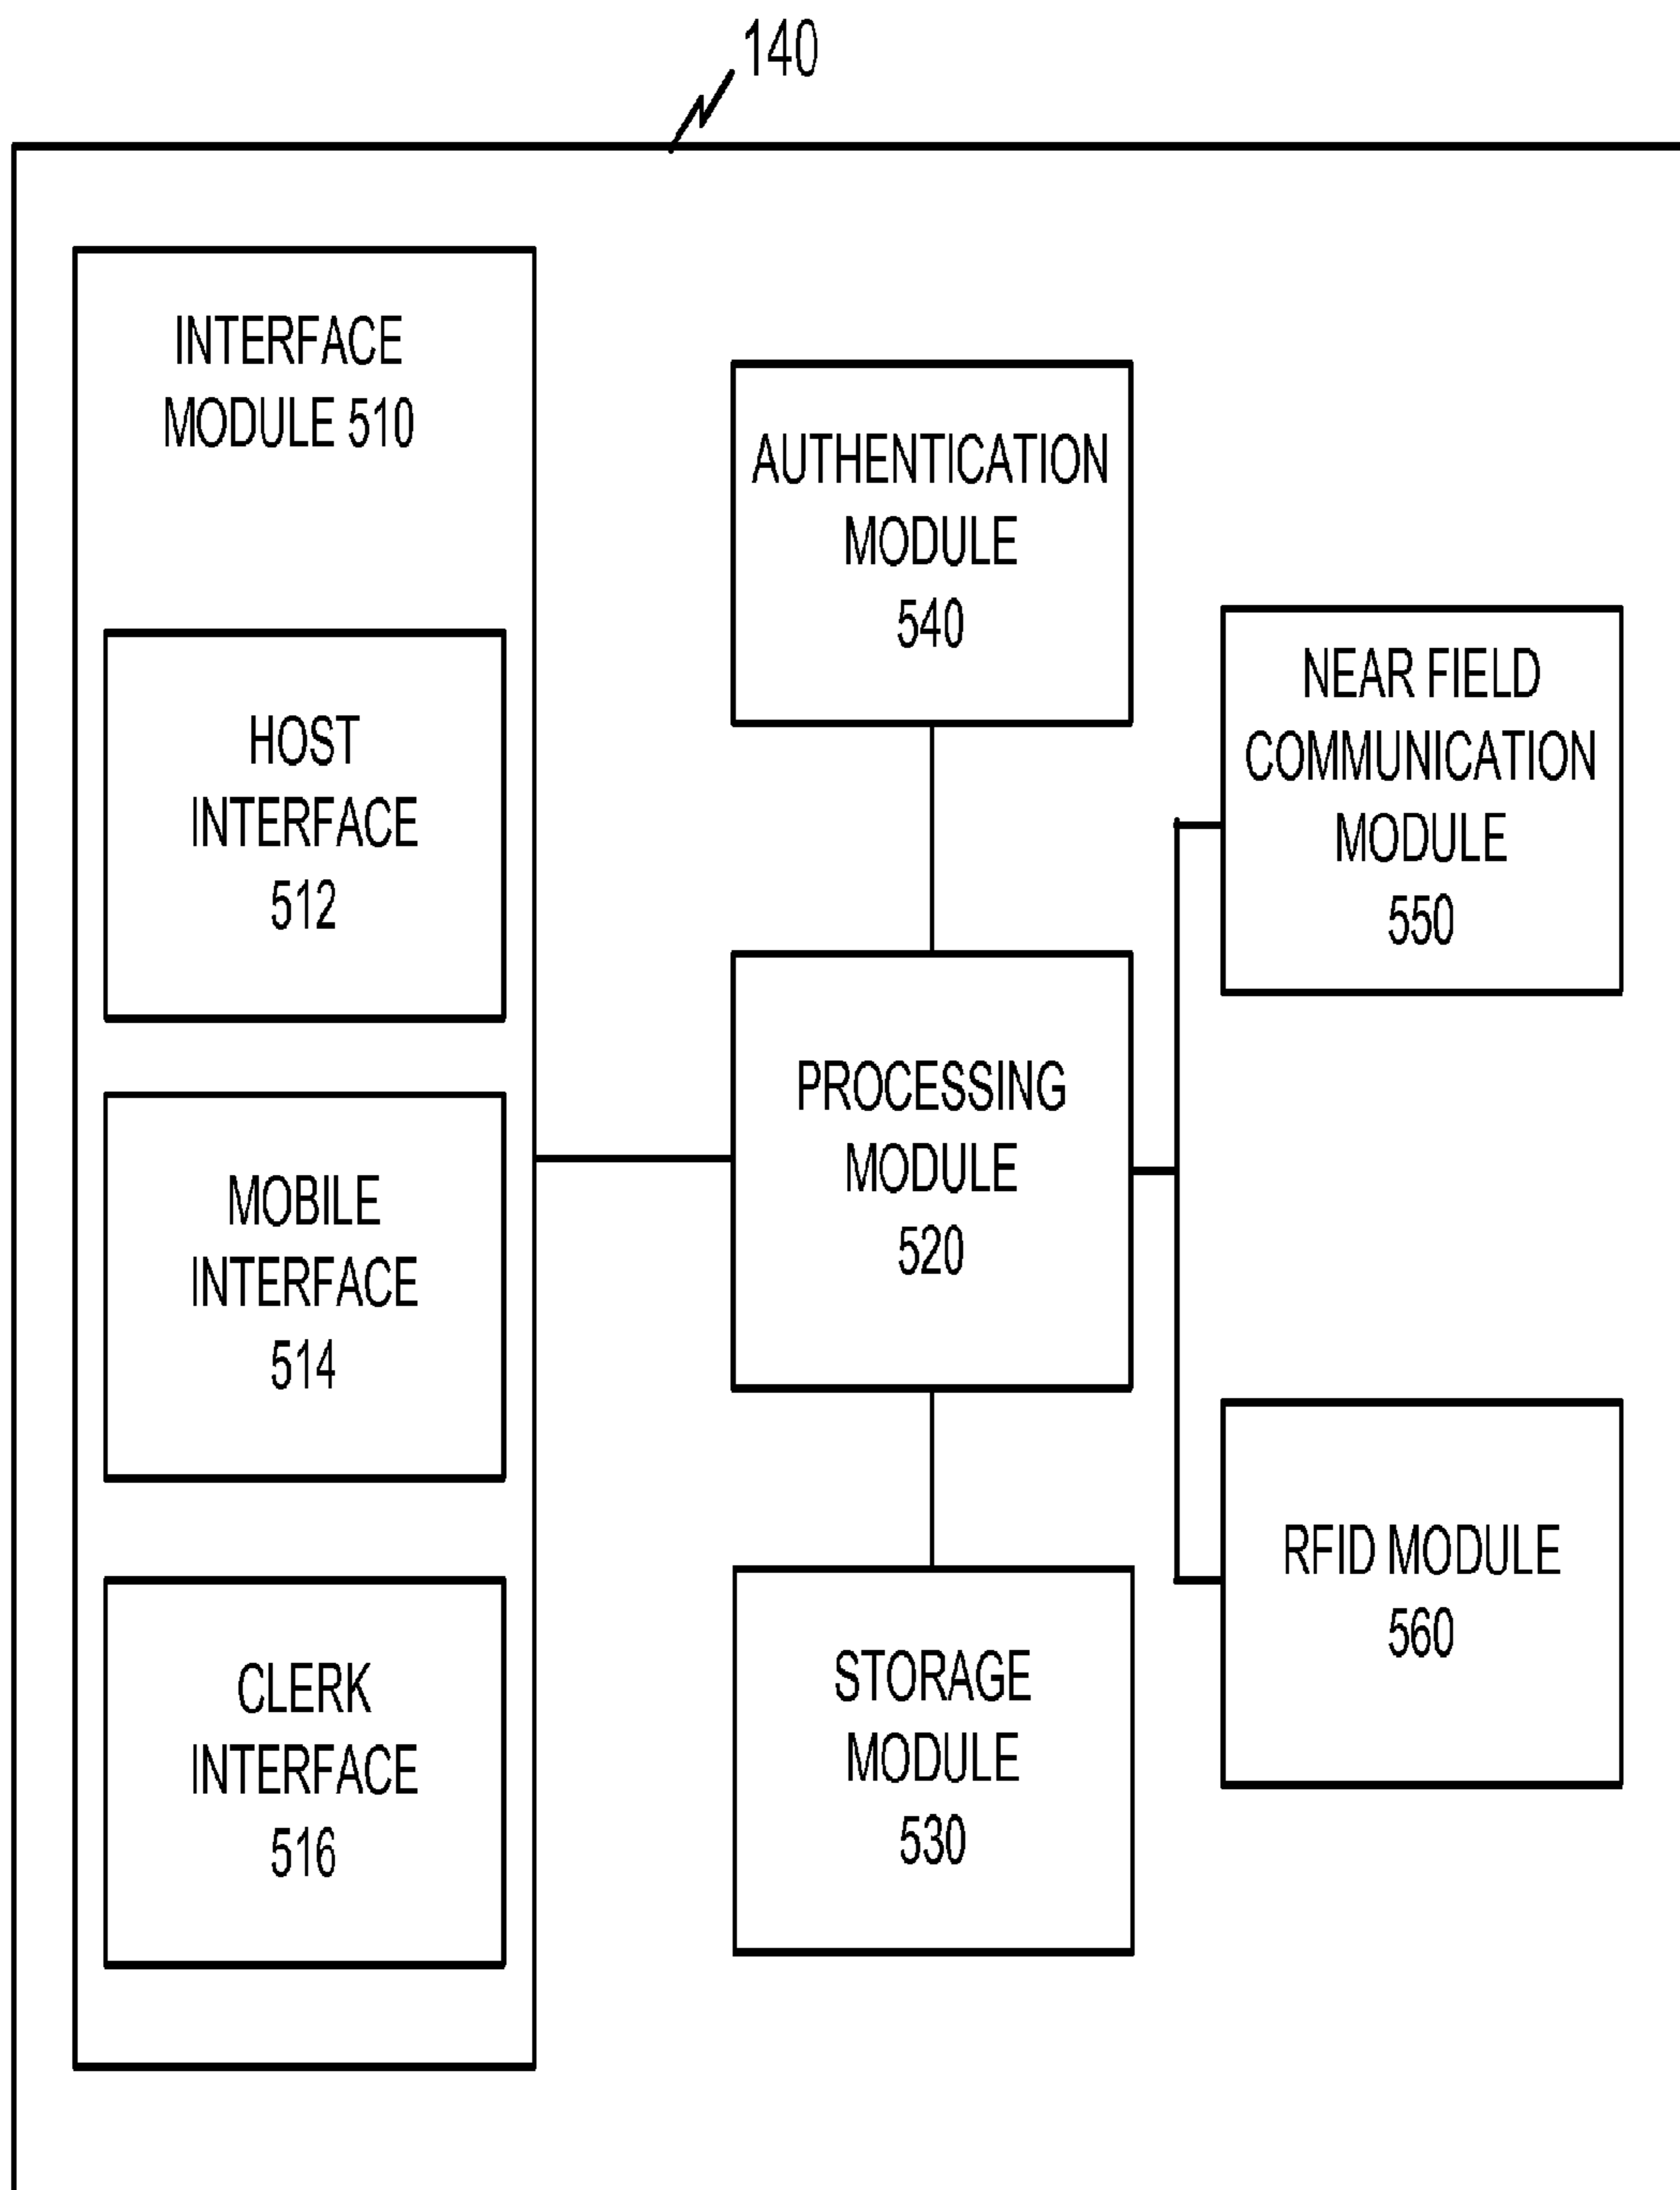 140
INTERFACE
MODULE 510
HOST
INTERFACE
512
MOBILE
INTERFACE
514
CLERK
INTERFACE
516
AUTHENTICATION
MODULE
540
PROCESSING
MODULE
520
STORAGE
MODULE
530
NEAR FIELD
COMMUNICATION
MODULE
550
RFID MODULE
560